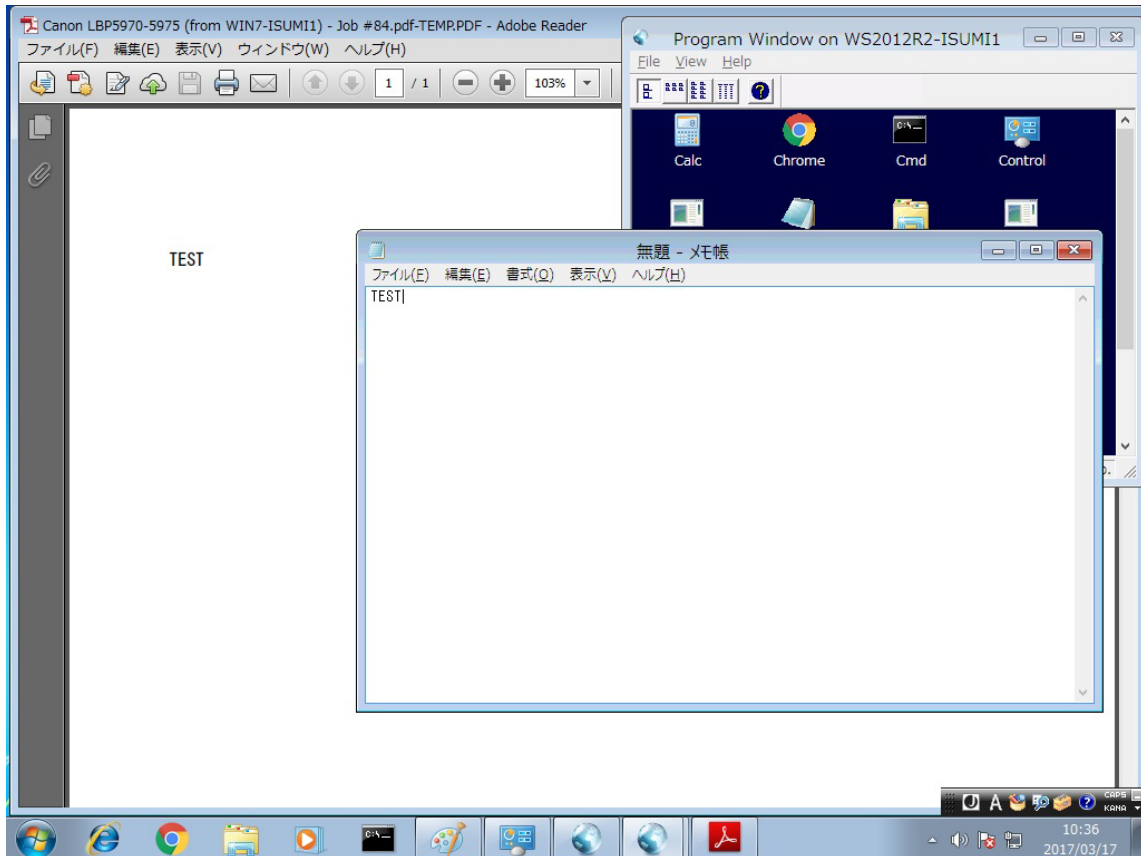 Canon LBP5970-5975 (from WIN7-ISUMI1) - Job #84.pdf-TEMP.PDF - Adobe Reader
ファイル(F) 編集(E) 表示(V) ウィンドウ(W) ヘルプ(H)
1 / 1 103%
TEST
Program Window on WS2012R2-ISUMI1
File View Help
Calc Chrome Cmd Control
無題 - メモ帳
ファイル(F) 編集(E) 書式(O) 表示(V) ヘルプ(H)
TEST
A CAPS
KANA
10:36
2017/03/17